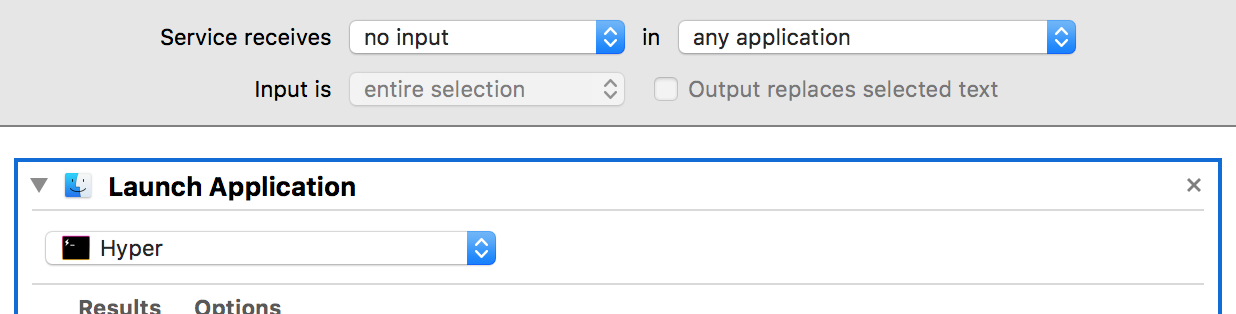 Service receives no input in any application
Input is entire selection Output replaces selected text
Launch Application
Hyper
Results Options